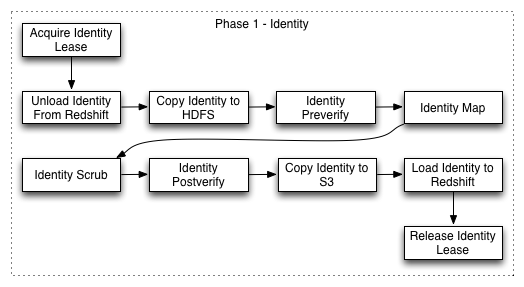 Phase 1 - Identity
Acquire Identity
Lease
Unload Identity
From Redshift
Copy Identity to
HDFS
Identity
Preverify
Identity Map
Identity Scrub
Identity
Postverify
Copy Identity to
S3
Load Identity to
Redshift
Release Identity
Lease